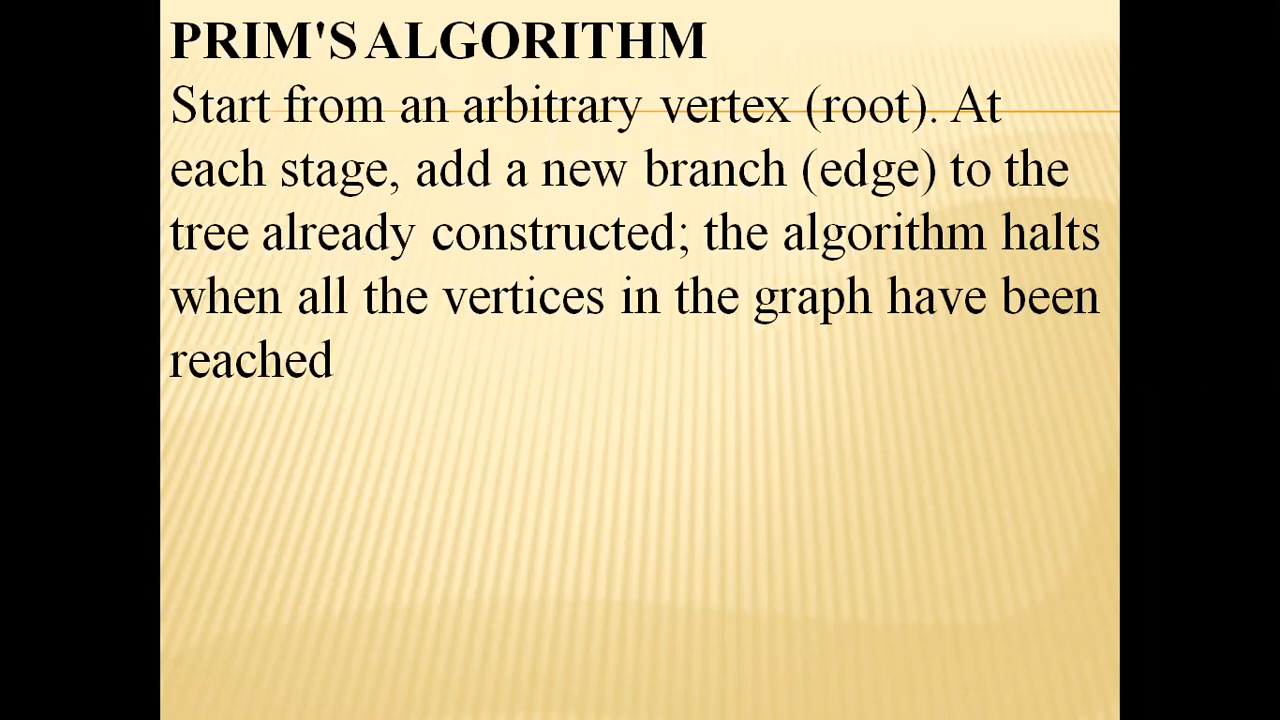 PRIM'S ALGORITHM
Start from an arbitrary vertex (root). At
each stage, add a new branch (edge) to the
tree already constructed; the algorithm halts
when all the vertices in the graph have been
reached